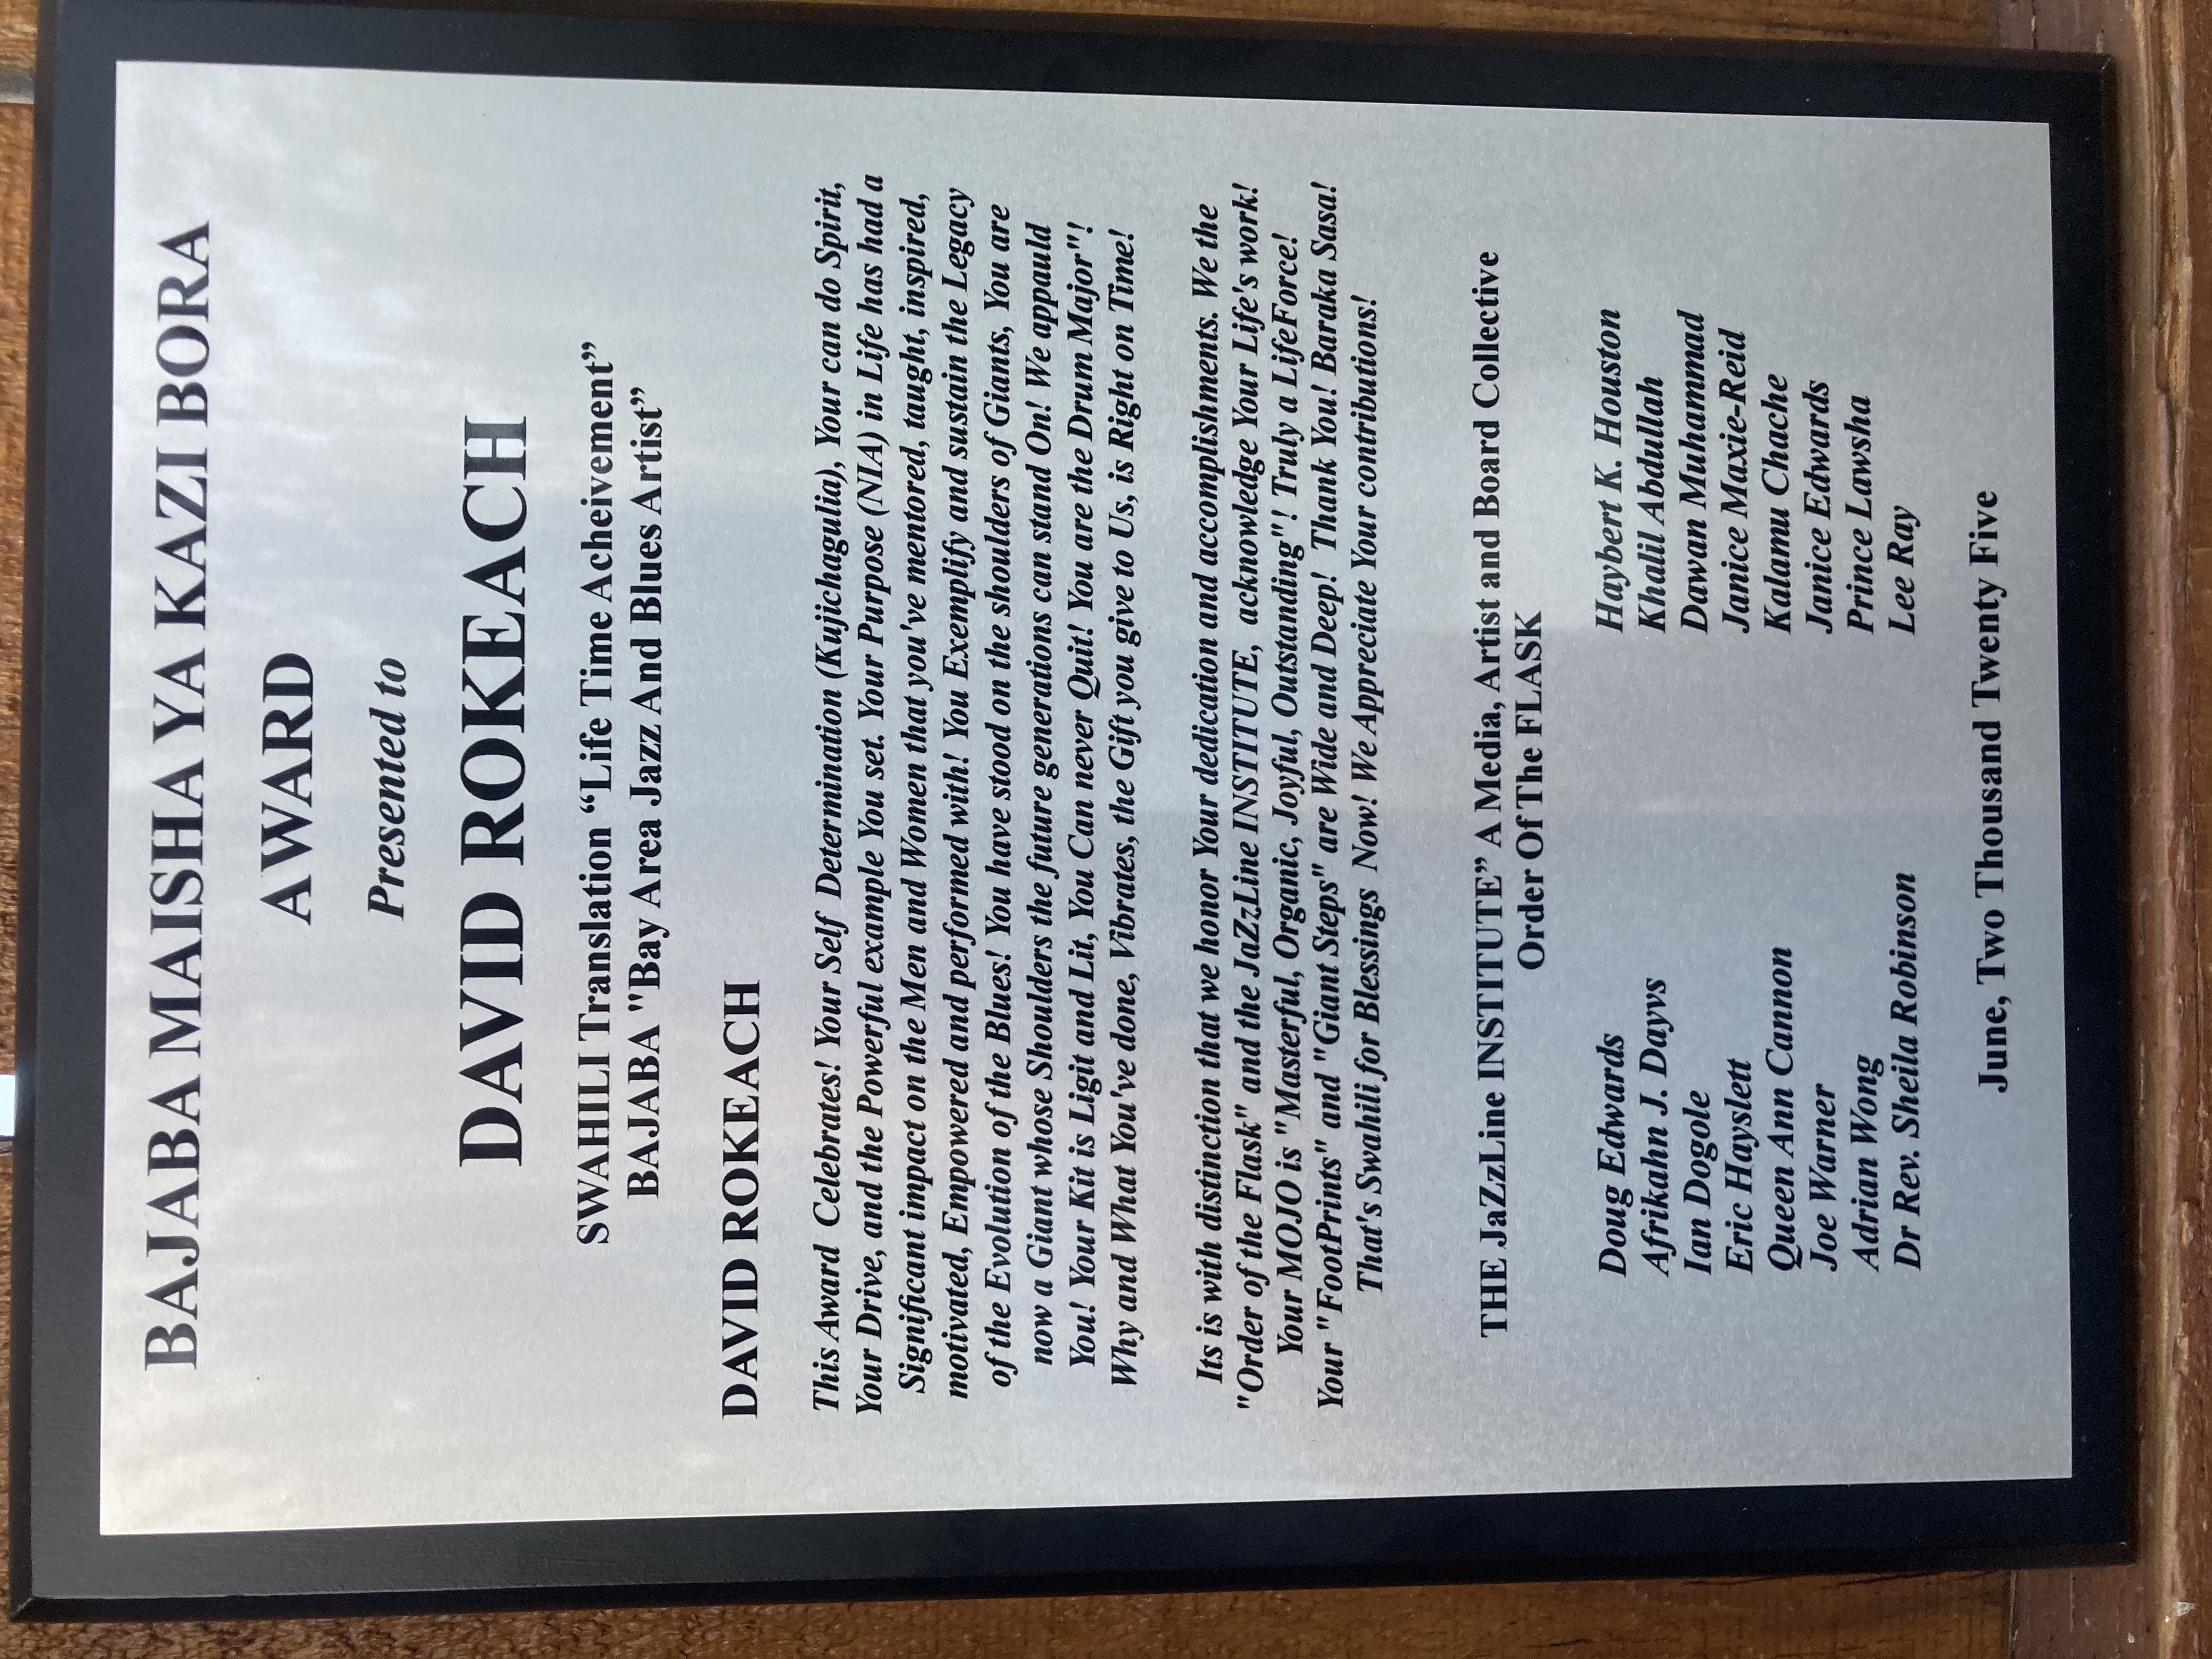 BAJABA MAISHA YA KAZI BORA
AWARD
Presented to
DAVID ROKEACH
SWAHILI Translation “Life Time Acheivement”
BAJABA "Bay Area Jazz And Blues Artist”
DAVID ROKEACH
This Award Celebrates! Your Self Determination (Kujichagulia), Your can do Spirit,
Your Drive, and the Powerful example You set. Your Purpose (NIA) in Life has had a
Significant impact on the Men and Women that you've mentored, taught, inspired,
motivated, Empowered and performed with! You Exemplify and sustain the Legacy
of the Evolution of the Blues! You have stood on the shoulders of Giants, You are
now a Giant whose Shoulders the future generations can stand On! We appauld
You! Your Kit is Ligit and Lit, You Can never Quit! You are the Drum Major"!
Why and What You've done, Vibrates, the Gift you give to Us, is Right on Time!
Its is with distinction that we honor Your dedication and accomplishments. We the
"Order of the Flask" and the JaZzLine INSTITUTE, acknowledge Your Life's work!
Your MOJO is "Masterful, Organic, Joyful, Outstanding"! Truly a LifeForce!
Your "FootPrints" and "Giant Steps" are Wide and Deep! Thank You! Baraka Sasa!
That's Swahili for Blessings Now! We Appreciate Your contributions!
THE JaZzLine INSTITUTE” A Media, Artist and Board Collective
Order Of The FLASK
Doug Edwards
Afrikahn J. Dayvs
Ian Dogole
Eric Hayslett
Queen Ann Cannon
Joe Warner
Adrian Wong
Dr Rev. Sheila Robinson
Haybert K. Houston
Khalil Abdullah
Dawan Muhammad
Janice Maxie-Reid
Kalamu Chache
Janice Edwards
Prince Lawsha
Lee Ray
June, Two Thousand Twenty Five